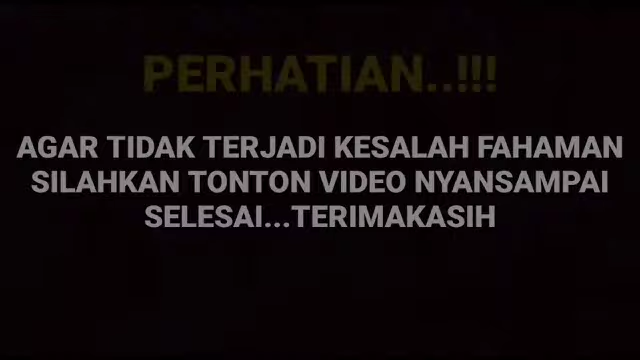 PERHATIAN..!!!
AGAR TIDAK TERJADI KESALAH FAHAMAN
SILAHKAN TONTON VIDEO NYANSAMPAI
SELESAI...TERIMAKASIH